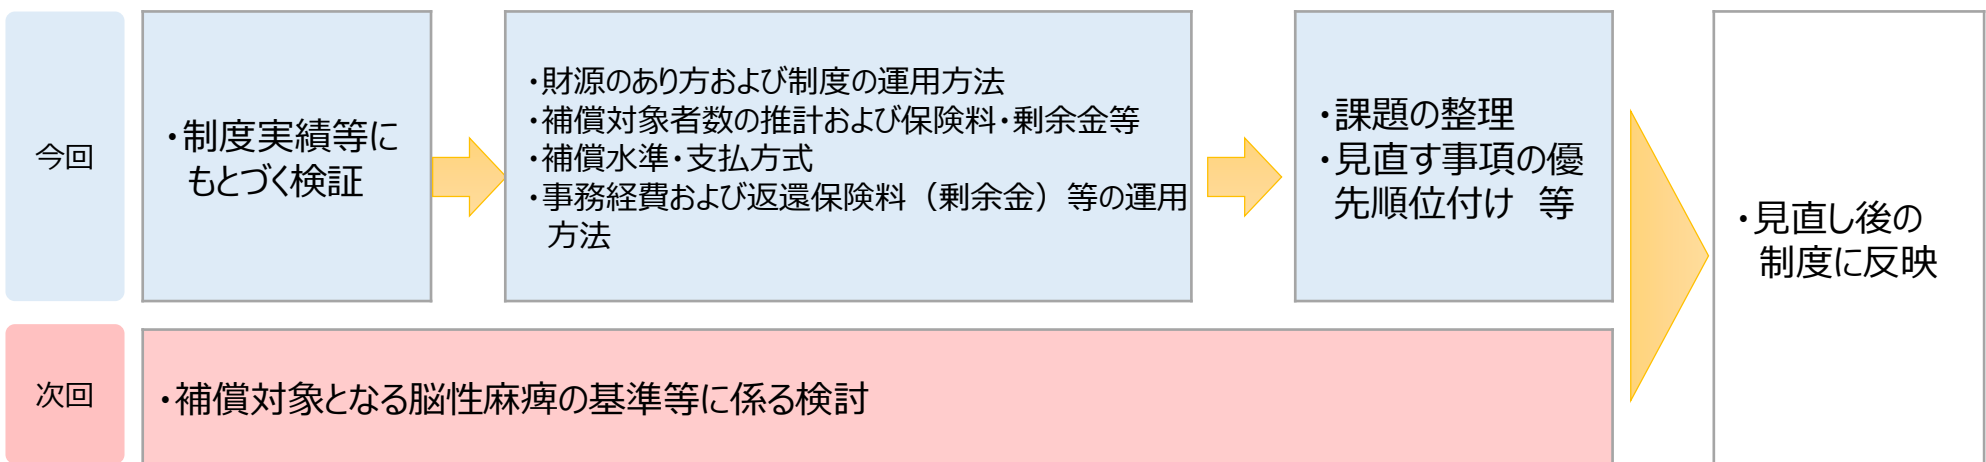 今回
・制度実績等に
もとづく検証
・財源のあり方および制度の運用方法
・補償対象者数の推計および保険料・剰余金等
・補償水準・支払方式
・事務経費および返還保険料（剰余金）等の運用
方法
・課題の整理
・見直す事項の優
先順位付け　等
・見直し後の
制度に反映
次回
・補償対象となる脳性麻痺の基準等に係る検討